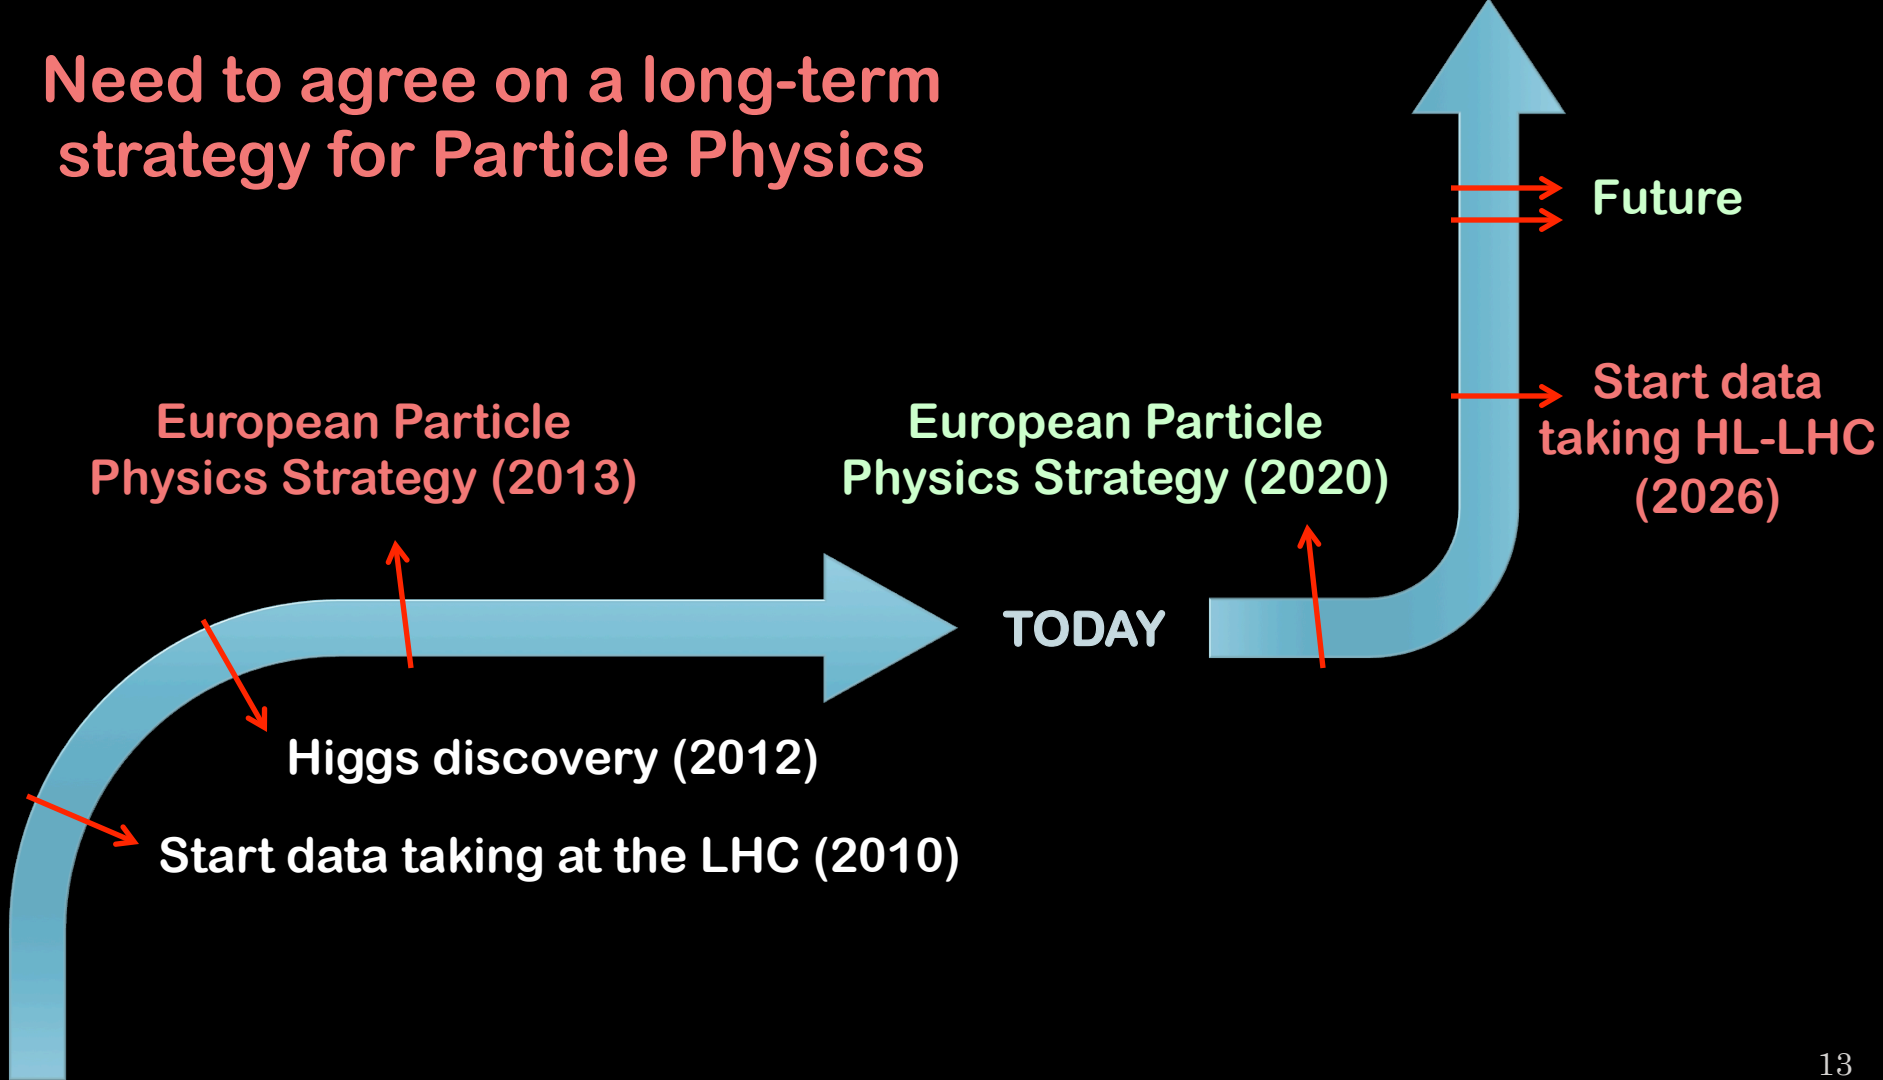 Need to agree on a long-term
strategy for Particle Physics
Future
Start data
taking HL-LHC
(2026)
European Particle
Physics Strategy (2013)
European Particle
Physics Strategy (2020)
TODAY
Higgs discovery (2012)
Start data taking at the LHC (2010)
13